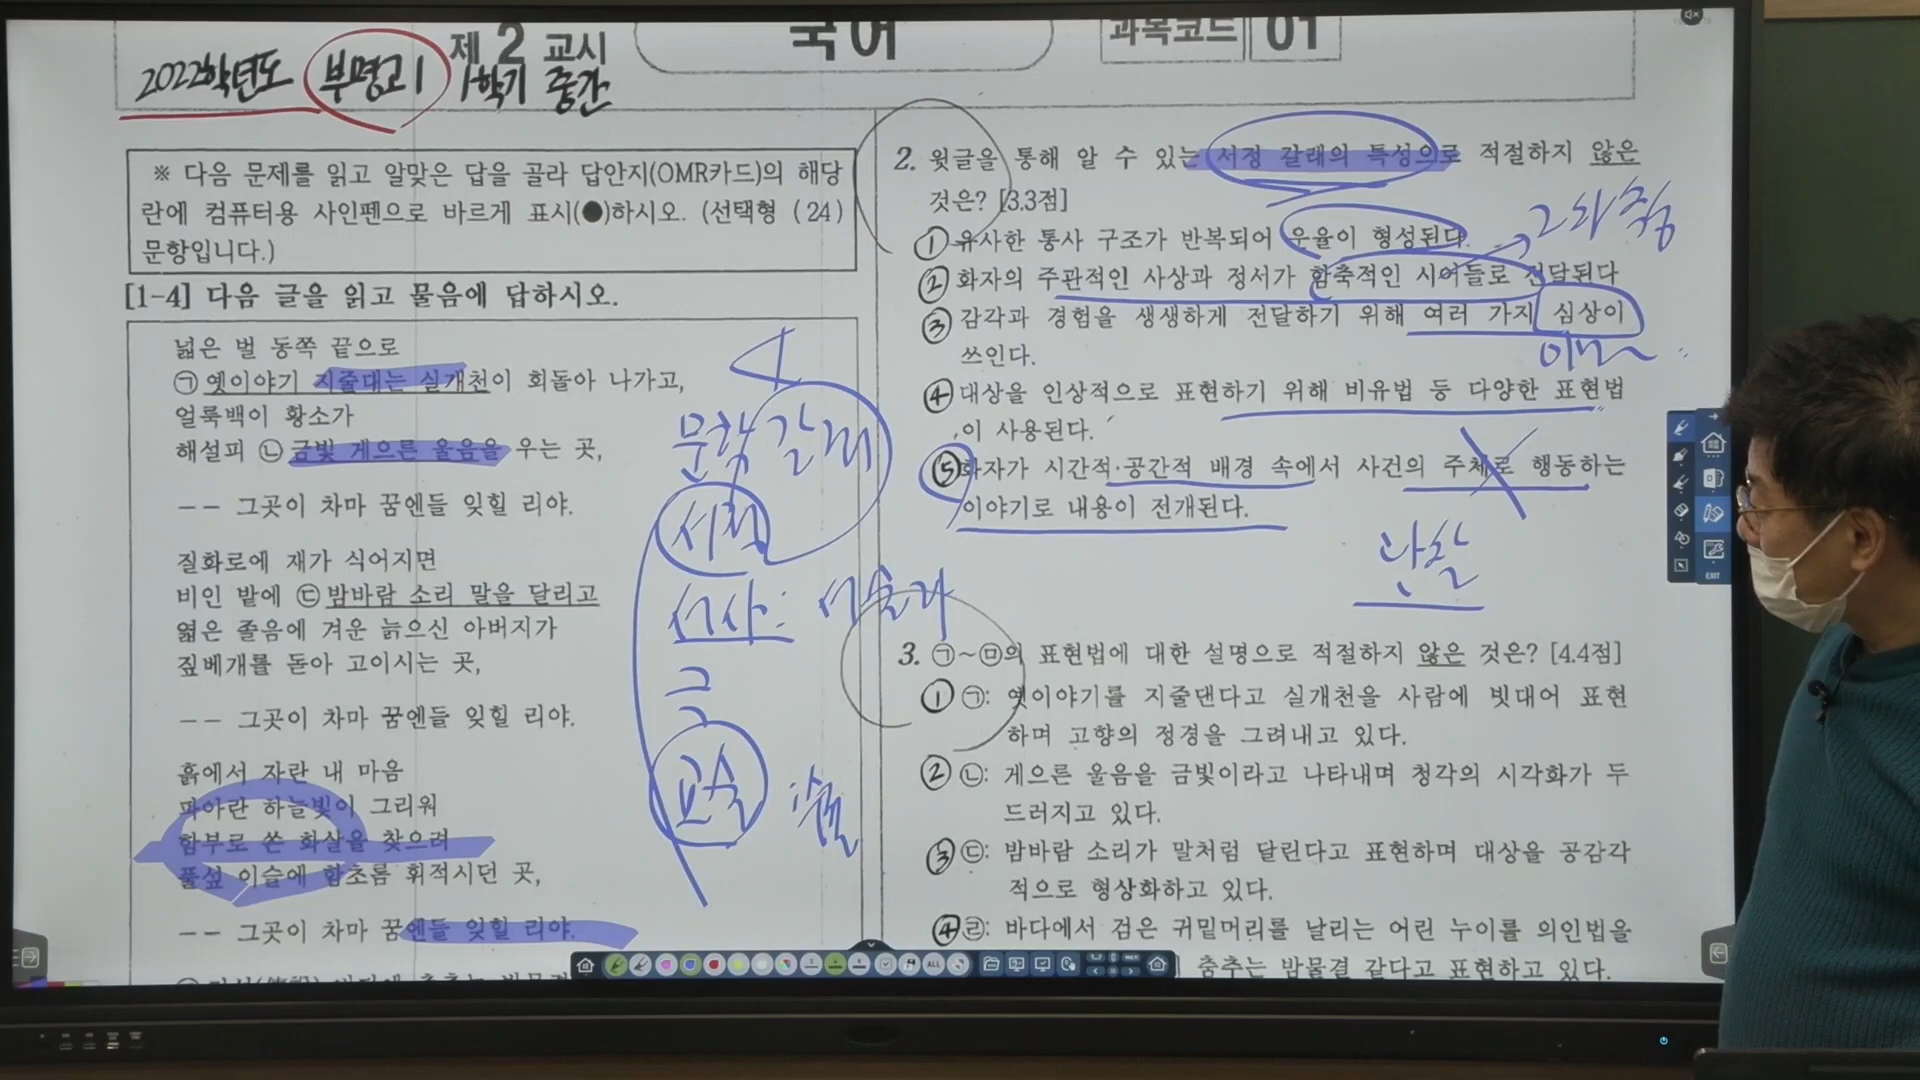 제 2 교시
국어
과목코드 01
2022학년도 부명고1 1학기 중간
※ 다음 문제를 읽고 알맞은 답을 골라 답안지(OMR카드)의 해당
란에 컴퓨터용 사인펜으로 바르게 표시(●)하시오. (선택형 (24)
문항입니다.)
[1-4] 다음 글을 읽고 물음에 답하시오.
넓은 벌 동쪽 끝으로
㉠옛이야기 지줄대는 실개천이 회돌아 나가고,
얼룩백이 황소가
해설피 ㉡금빛 게으른 울음을 우는 곳,
-- 그곳이 차마 꿈엔들 잊힐 리야.
질화로에 재가 식어지면
비인 밭에 ㉢밤바람 소리 말을 달리고
엷은 졸음에 겨운 늙으신 아버지가
짚베개를 돋아 고이시는 곳,
-- 그곳이 차마 꿈엔들 잊힐 리야.
흙에서 자란 내 마음
파아란 하늘빛이 그리워
함부로 쏜 화살을 찾으려
풀섶 이슬에 함초롬 휘적시던 곳,
-- 그곳이 차마 꿈엔들 잊힐 리야.
4
문학 갈래
서정
서사:
극
교술
2. 윗글을 통해 알 수 있는 서정 갈래의 특성으로 적절하지 않은
것은? [3.3점]
① 유사한 통사 구조가 반복되어 운율이 형성된다.
② 화자의 주관적인 사상과 정서가 함축적인 시어들로 전달된다
③ 감각과 경험을 생생하게 전달하기 위해 여러 가지 심상이
쓰인다.
④ 대상을 인상적으로 표현하기 위해 비유법 등 다양한 표현법
이 사용된다.
⑤ 화자가 시간적·공간적 배경 속에서 사건의 주체로 행동하는
이야기로 내용이 전개된다.
3. ㉠~㉤의 표현법에 대한 설명으로 적절하지 않은 것은? [4.4점]
① ㉠: 옛이야기를 지줄댄다고 실개천을 사람에 빗대어 표현
하며 고향의 정경을 그려내고 있다.
② ㉡: 게으른 울음을 금빛이라고 나타내며 청각의 시각화가 두
드러지고 있다.
③ ㉢: 밤바람 소리가 말처럼 달린다고 표현하며 대상을 공감각
적으로 형상화하고 있다.
④ ㉣: 바다에서 검은 귀밑머리를 날리는 어린 누이를 의인법을
춤추는 밤물결 같다고 표현하고 있다.
ALL
EXIT